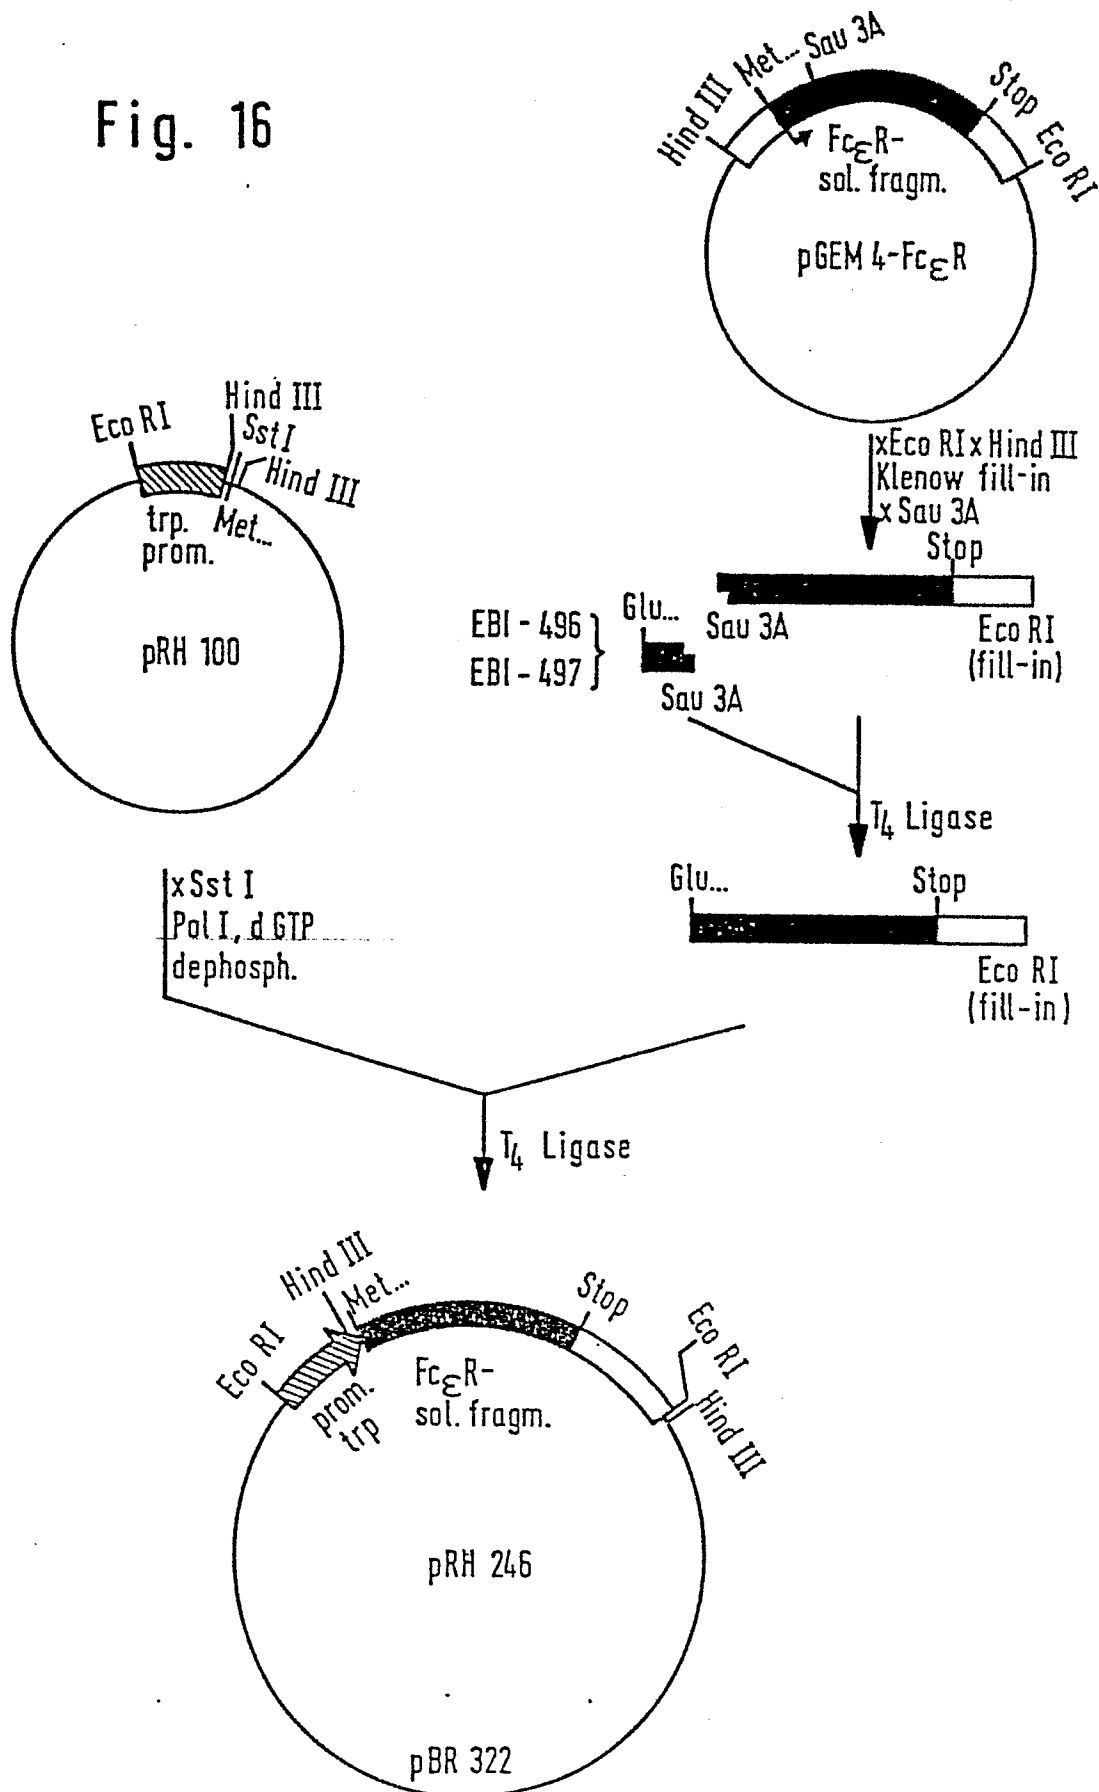 Fig. 16
Hind III
Met...
Sau 3A
Stop
Eco RI
FcεR-
sol. fragm.
pGEM 4-FcεR
Eco RI
Hind III
Sst I
Hind III
trp.
prom.
Met...
pRH 100
xEco RI x Hind III
Klenow fill-in
x Sau 3A
Stop
EBI - 496
EBI - 497
Glu...
Sau 3A
Sau 3A
Eco RI
(fill-in)
T4 Ligase
xSst I
Pol I, d GTP
dephosph.
Glu...
Stop
Eco RI
(fill-in)
T4 Ligase
Eco RI
Hind III
Met...
Stop
Eco RI
Hind III
prom.
trp
FcεR-
sol. fragm.
pRH 246
pBR 322